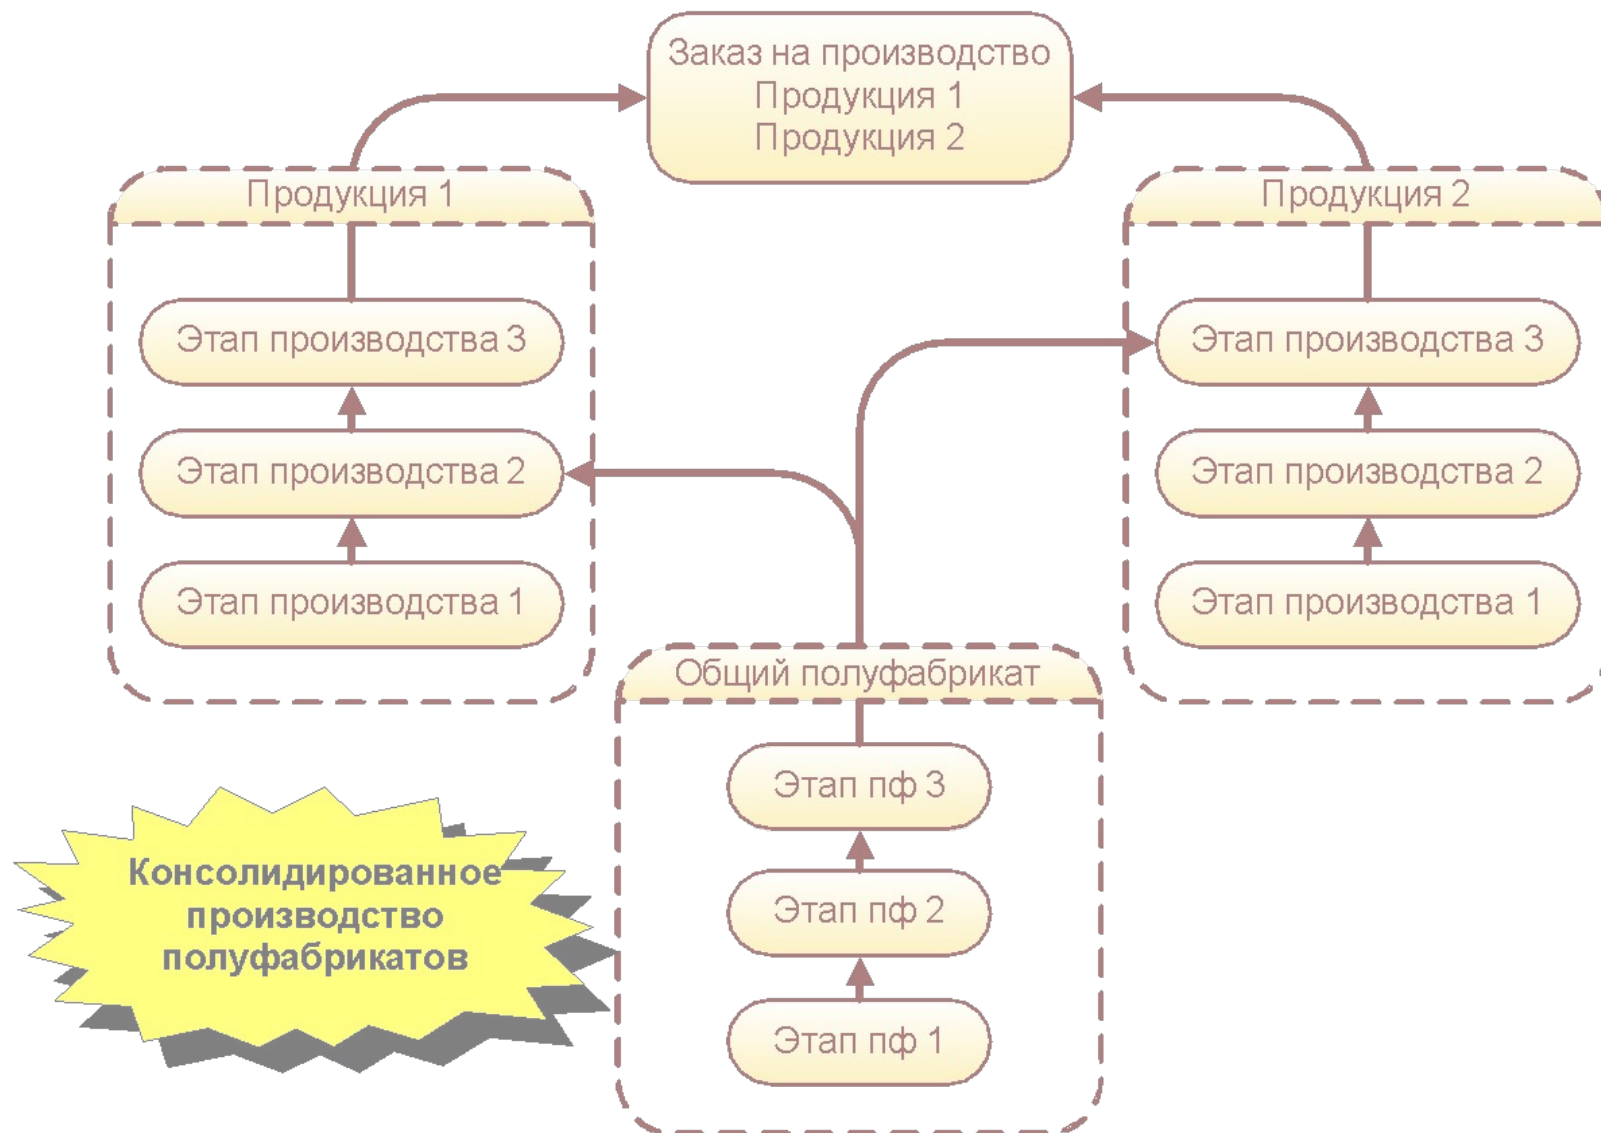 Заказ на производство
Продукция 1
Продукция 2
Продукция 1
Этап производства 3
Этап производства 2
Этап производства 1
Продукция 2
Этап производства 3
Этап производства 2
Этап производства 1
Общий полуфабрикат
Этап пф 3
Этап пф 2
Этап пф 1
Консолидированное
производство
полуфабрикатов